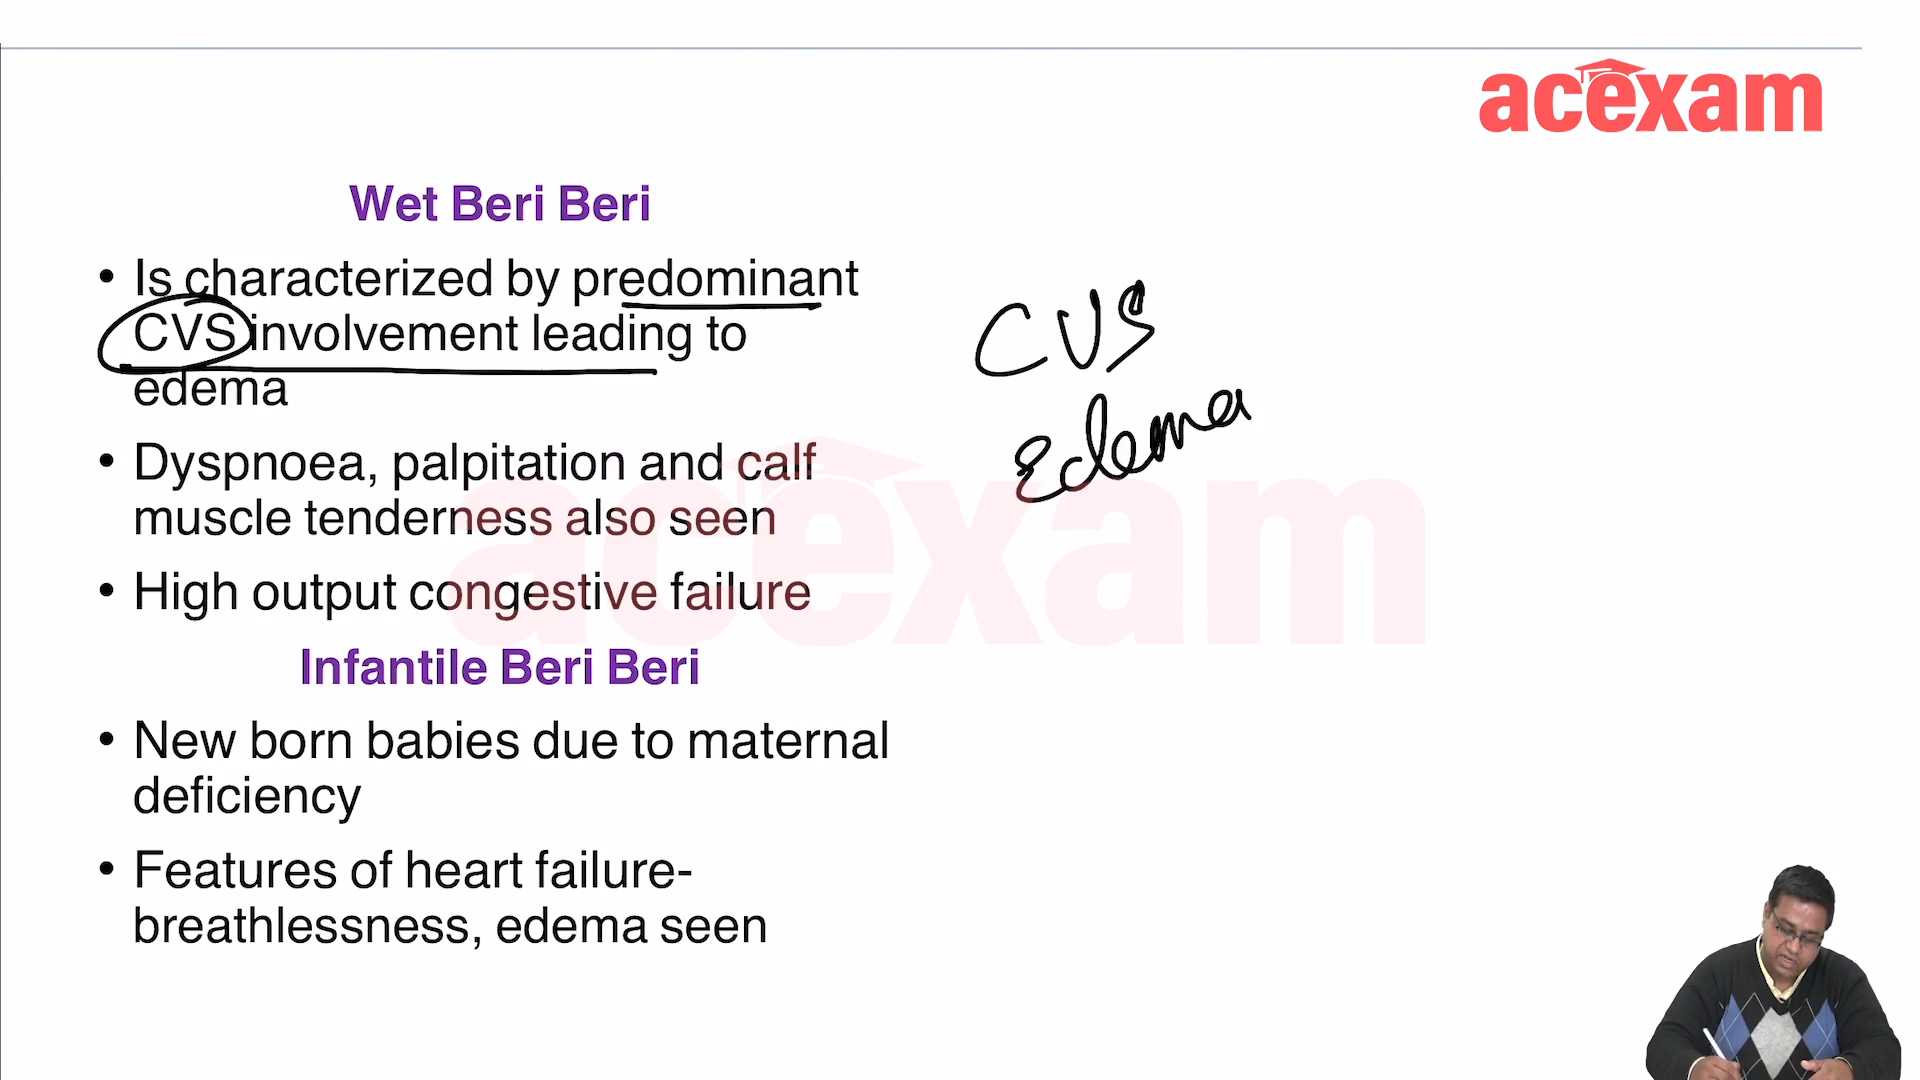 acexam
Wet Beri Beri
• Is characterized by predominant
CVS involvement leading to
edema
• Dyspnoea, palpitation and calf
muscle tenderness also seen
• High output congestive failure
Infantile Beri Beri
• New born babies due to maternal
deficiency
• Features of heart failure-
breathlessness, edema seen
CVS
Edema
acexam